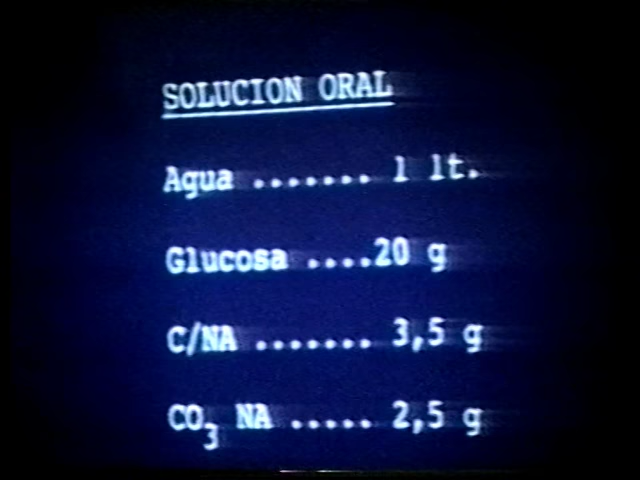 SOLUCION ORAL
Agua ....... 1 lt.
Glucosa ....20 g
C/NA ....... 3,5 g
CO₃ NA ..... 2,5 g